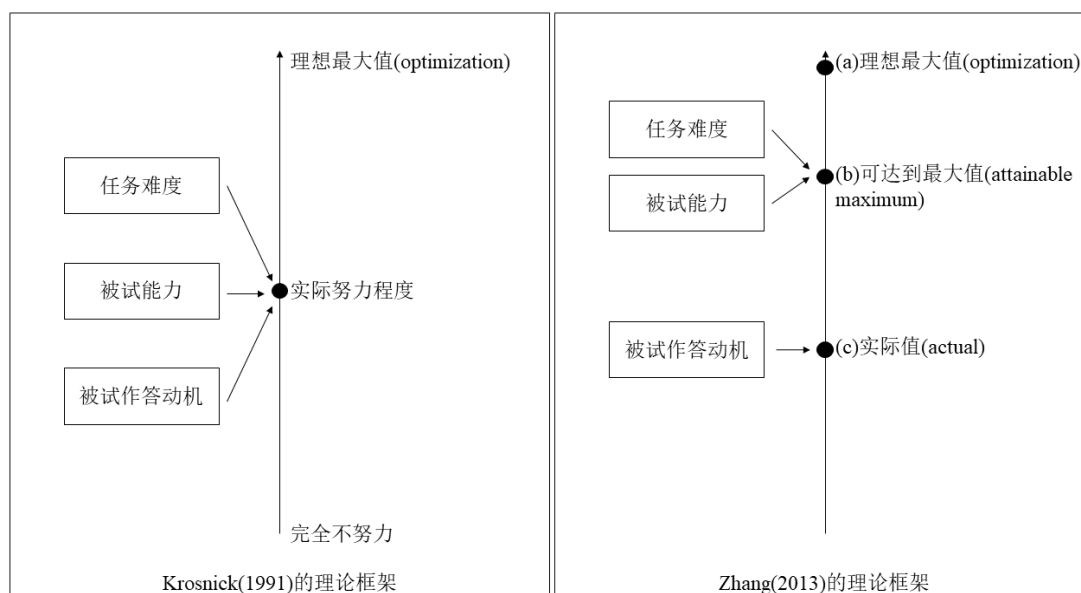 理想最大值(optimization)
任务难度
被试能力
实际努力程度
被试作答动机
完全不努力
Krosnick(1991)的理论框架
(a)理想最大值(optimization)
任务难度
(b)可达到最大值(attainable
maximum)
被试能力
被试作答动机
(c)实际值(actual)
Zhang(2013)的理论框架